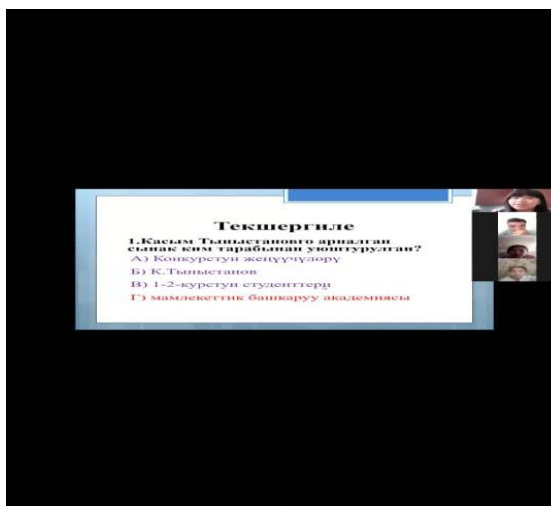 Текшергиле
1.Касым Тыныстановго арналган
сынак ким тарабынан уюштурулган?
А) Конкурстун жеңүүчүлөрү
Б) К.Тыныстанов
В) 1-2-курстун студенттери
Г) мамлекеттик башкаруу академиясы